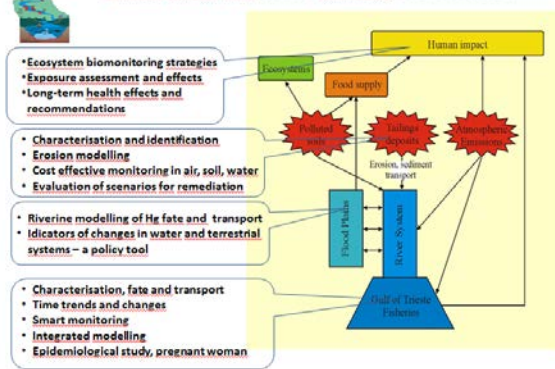 •Ecosystem biomonitoring strategies
•Exposure assessment and effects
•Long-term health effects and
recommendations
• Characterisation and identification
• Erosion modelling
• Cost effective monitoring in air, soil, water
• Evaluation of scenarios for remediation
• Riverine modelling of Hg fate and transport
• Idicators of changes in water and terrestrial
systems – a policy tool
• Characterisation, fate and transport
• Time trends and changes
• Smart monitoring
• Integrated modelling
• Epidemiological study, pregnant woman
Human impact
Ecosystems
Food supply
Polluted
soils
Tailings
deposits
Atmospheric
Emissions
Erosion, sediment
transport
Flood Plains
River System
Gulf of Trieste
Fisheries